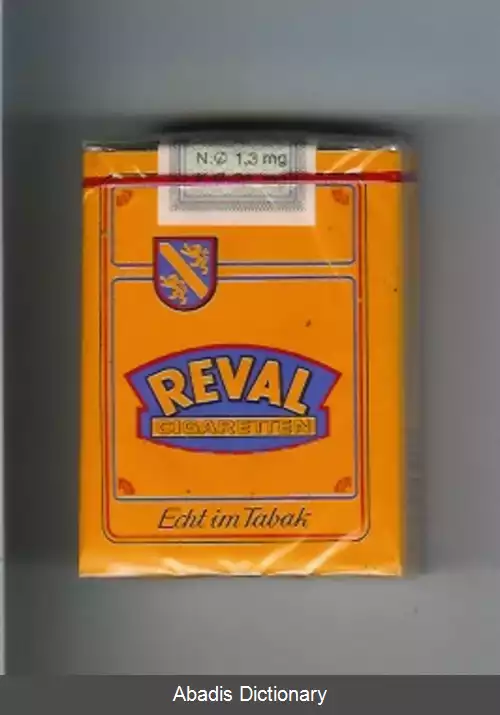 N:Ø 1,3 mg
REVAL
CIGARETTEN
Echt im Tabak
Abadis Dictionary